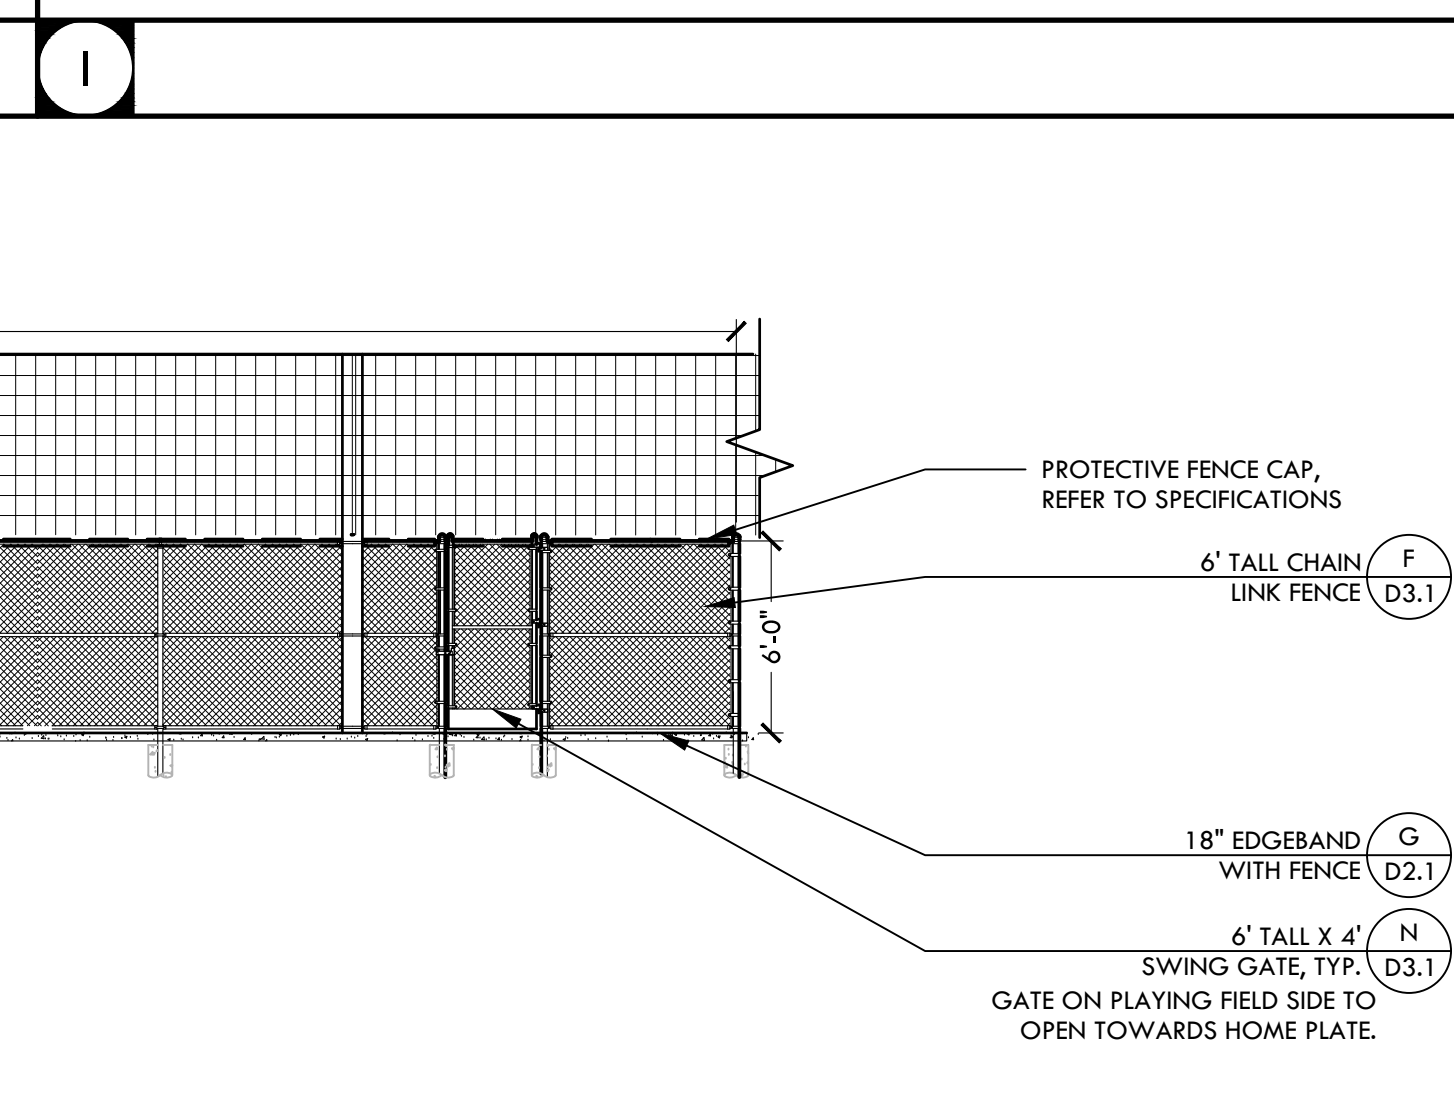 I
PROTECTIVE FENCE CAP,
REFER TO SPECIFICATIONS
6' TALL CHAIN
LINK FENCE
F
D3.1
6'-0"
18" EDGEBAND
WITH FENCE
G
D2.1
6' TALL X 4'
SWING GATE, TYP.
N
D3.1
GATE ON PLAYING FIELD SIDE TO
OPEN TOWARDS HOME PLATE.